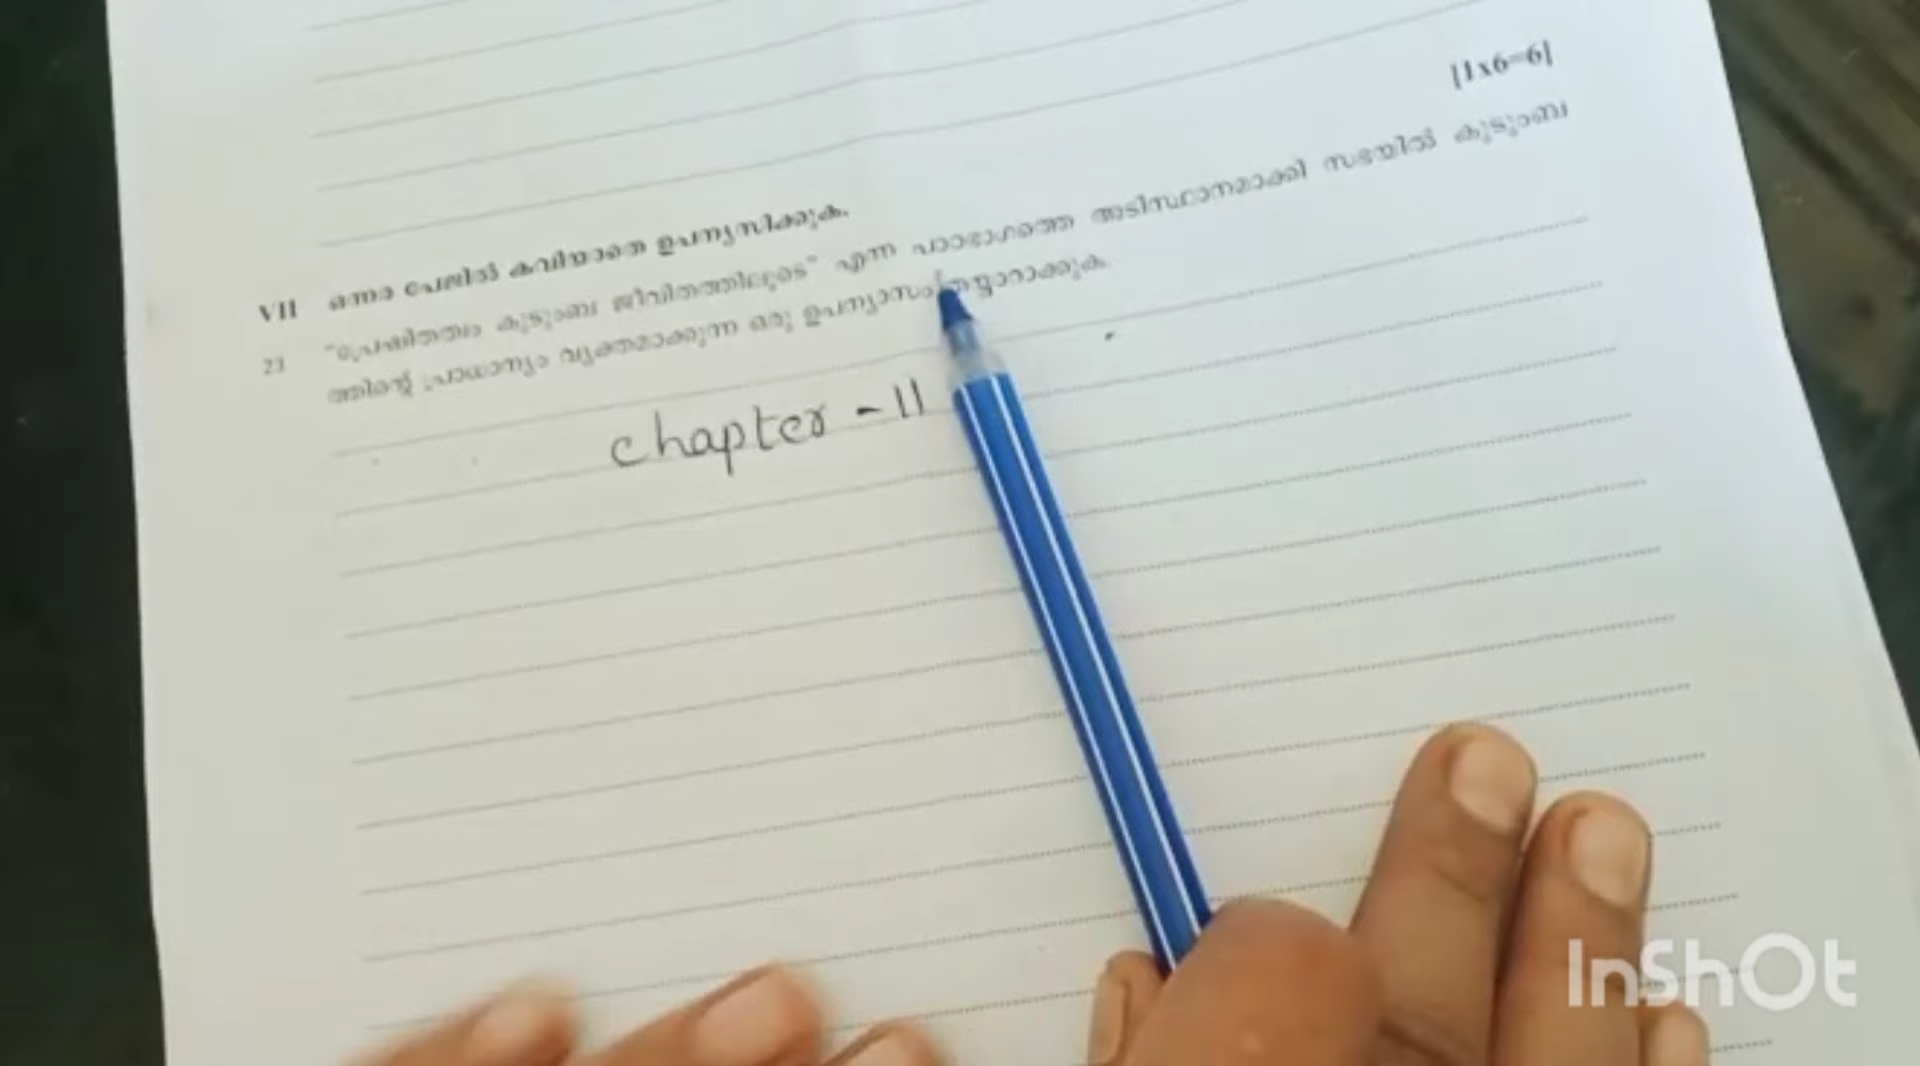 [1x6=6]
VII ഒന്നര പേജിൽ കവിയാതെ ഉപന്യസിക്കുക.
23 "പ്രേഷിതത്വം കുടുംബ ജീവിതത്തിലൂടെ" എന്ന പാഠഭാഗത്തെ അടിസ്ഥാനമാക്കി സഭയിൽ കുടുംബ
ത്തിന്റെ പ്രാധാന്യം വ്യക്തമാക്കുന്ന ഒരു ഉപന്യാസം തയ്യാറാക്കുക.
chapter - 11
InShOt